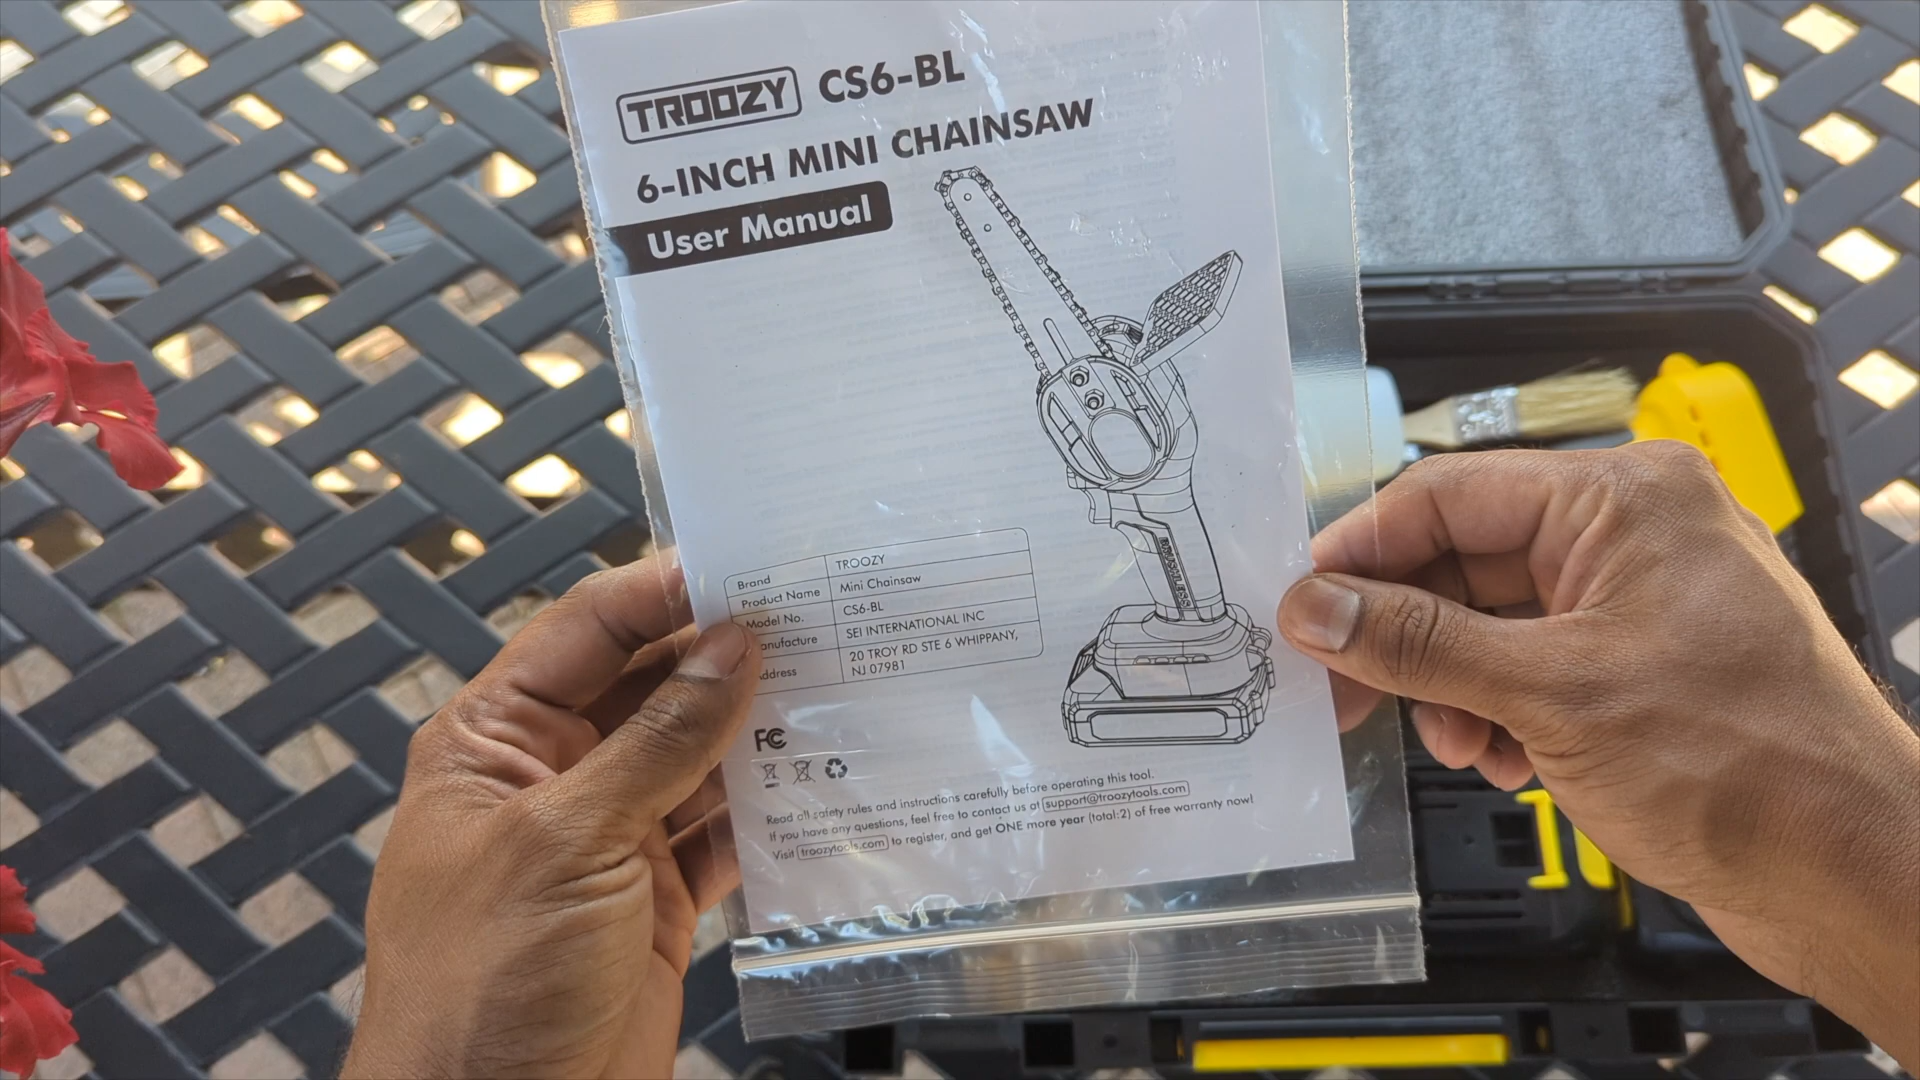 TROOZY CS6-BL
6-INCH MINI CHAINSAW
User Manual
BRUSHLESS
Brand TROOZY
Product Name Mini Chainsaw
Model No. CS6-BL
anufacture SEI INTERNATIONAL INC
ddress 20 TROY RD STE 6 WHIPPANY,
NJ 07981
FC
Read all safety rules and instructions carefully before operating this tool.
If you have any questions, feel free to contact us at support@troozytools.com
Visit troozytools.com to register, and get ONE more year (total:2) of free warranty now!